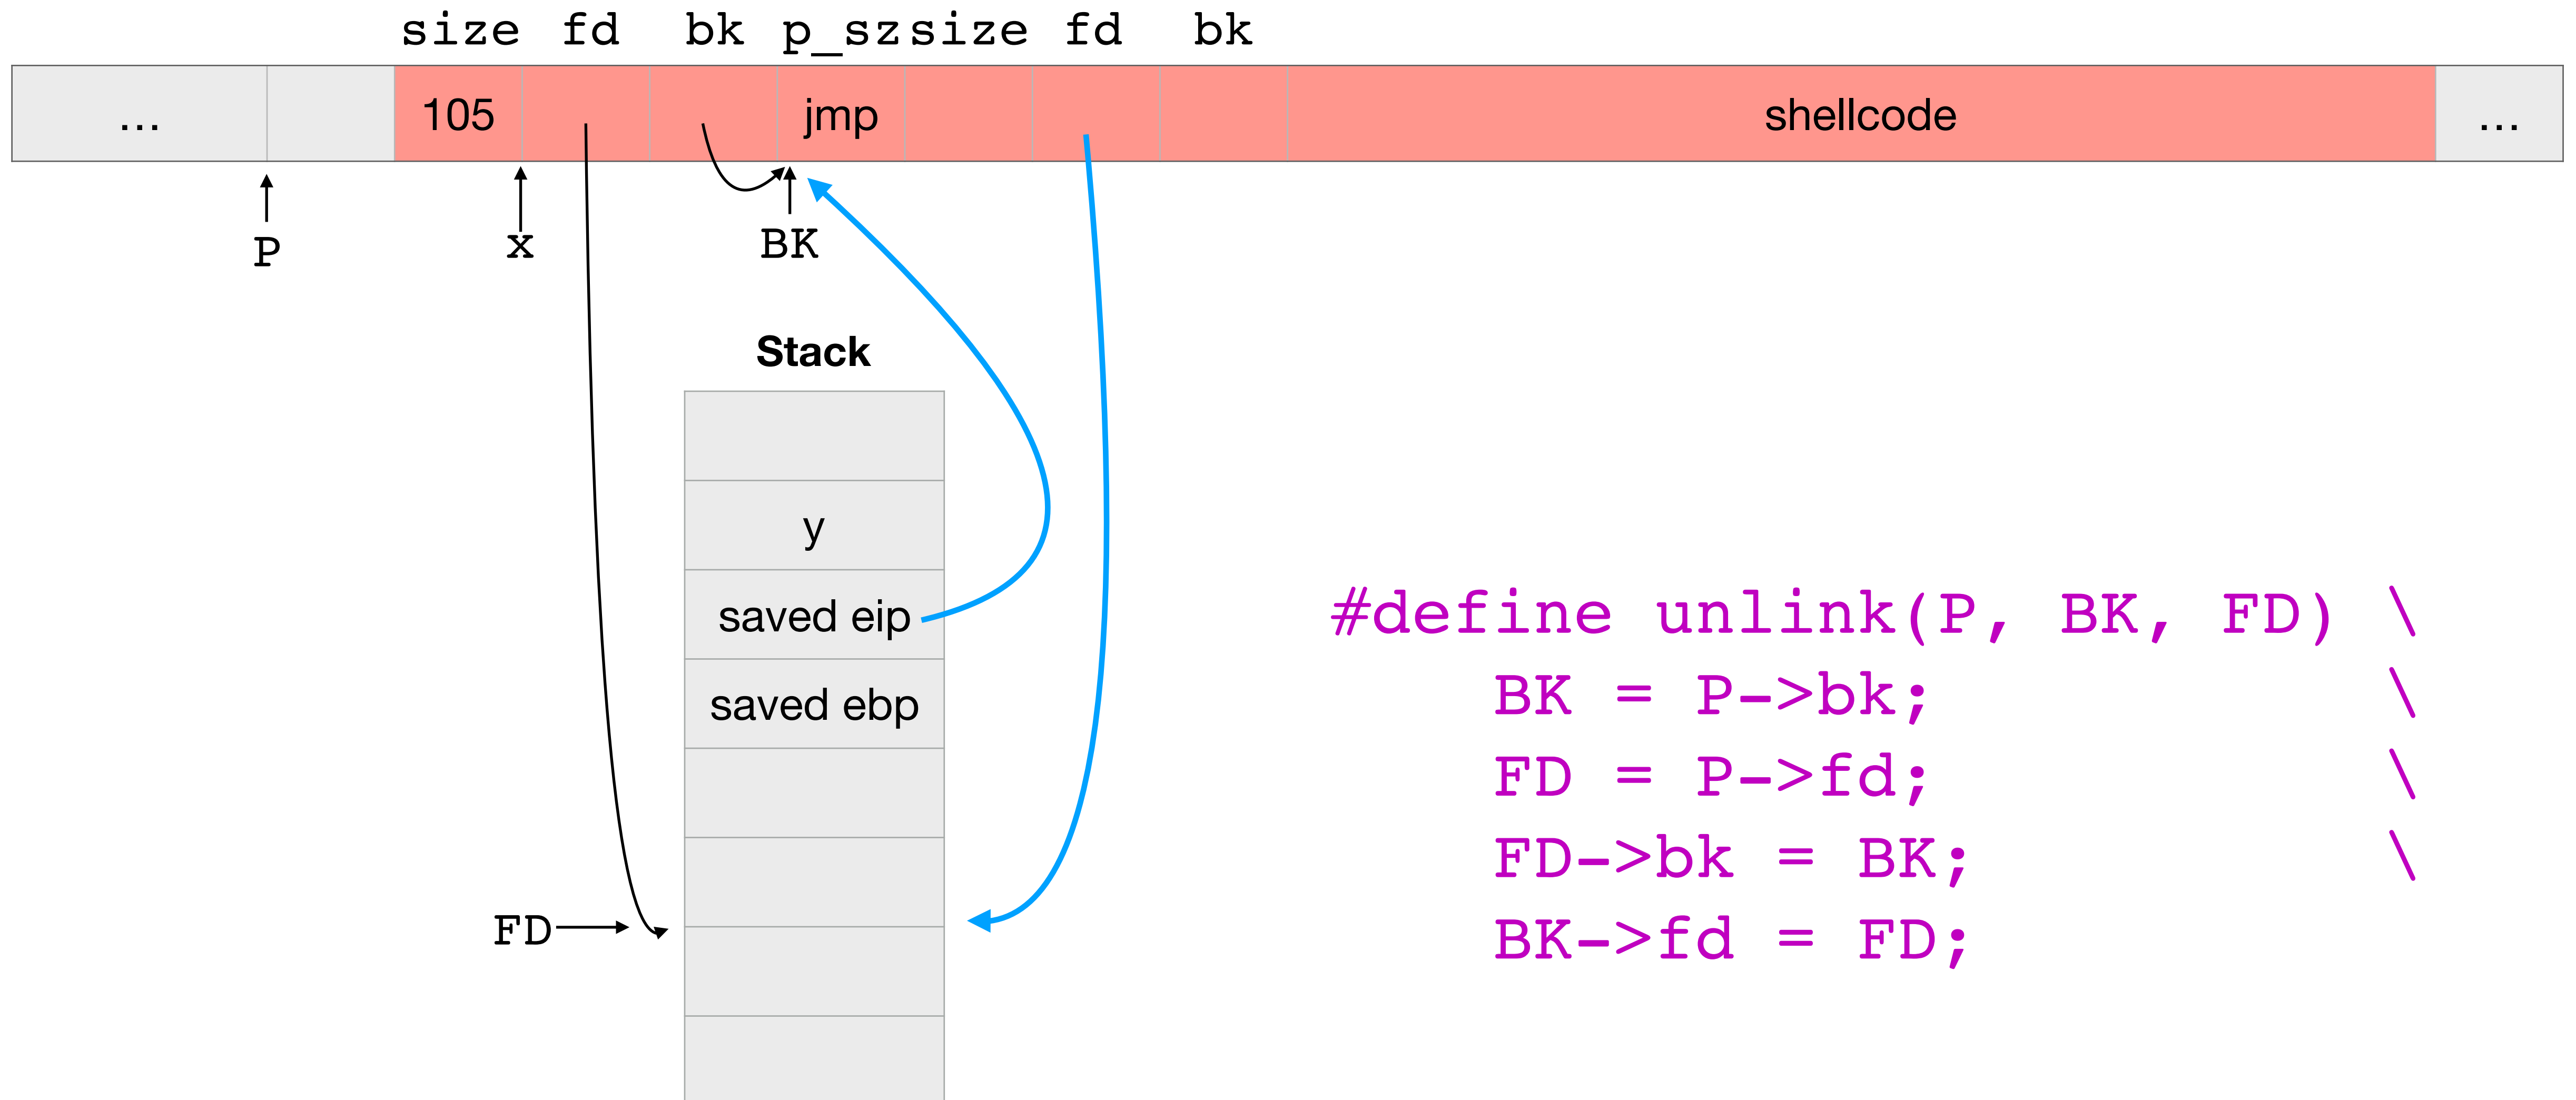 size fd bk p_sz size fd bk
… 105 jmp shellcode …
P x BK
Stack
y
saved eip
saved ebp
FD
#define unlink(P, BK, FD) \
BK = P->bk; \
FD = P->fd; \
FD->bk = BK; \
BK->fd = FD;